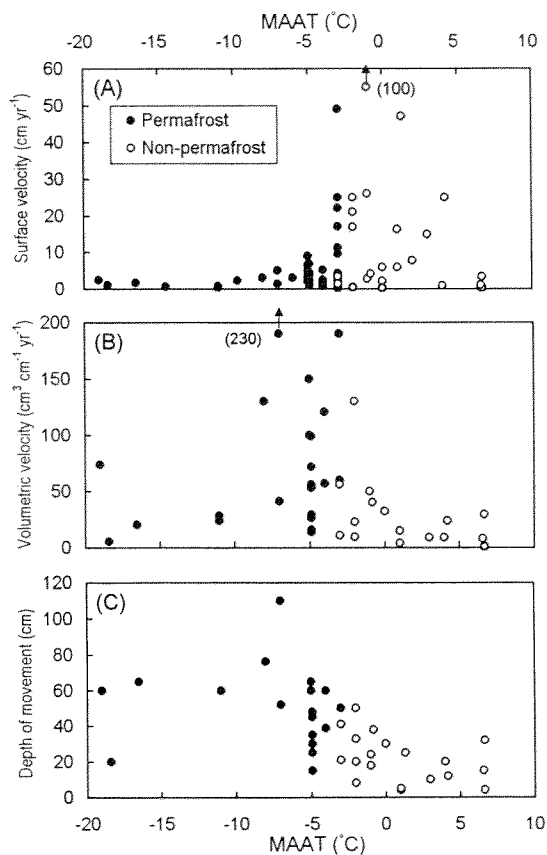 MAAT (°C)
-20 -15 -10 -5 0 5 10
Surface velocity (cm yr⁻¹)
60
50
40
30
20
10
0
(A)
(100)
Permafrost
Non-permafrost
Volumetric velocity (cm³ cm⁻¹ yr⁻¹)
200
150
100
50
0
(B)
(230)
Depth of movement (cm)
120
100
80
60
40
20
0
(C)
-20 -15 -10 -5 0 5 10
MAAT (°C)